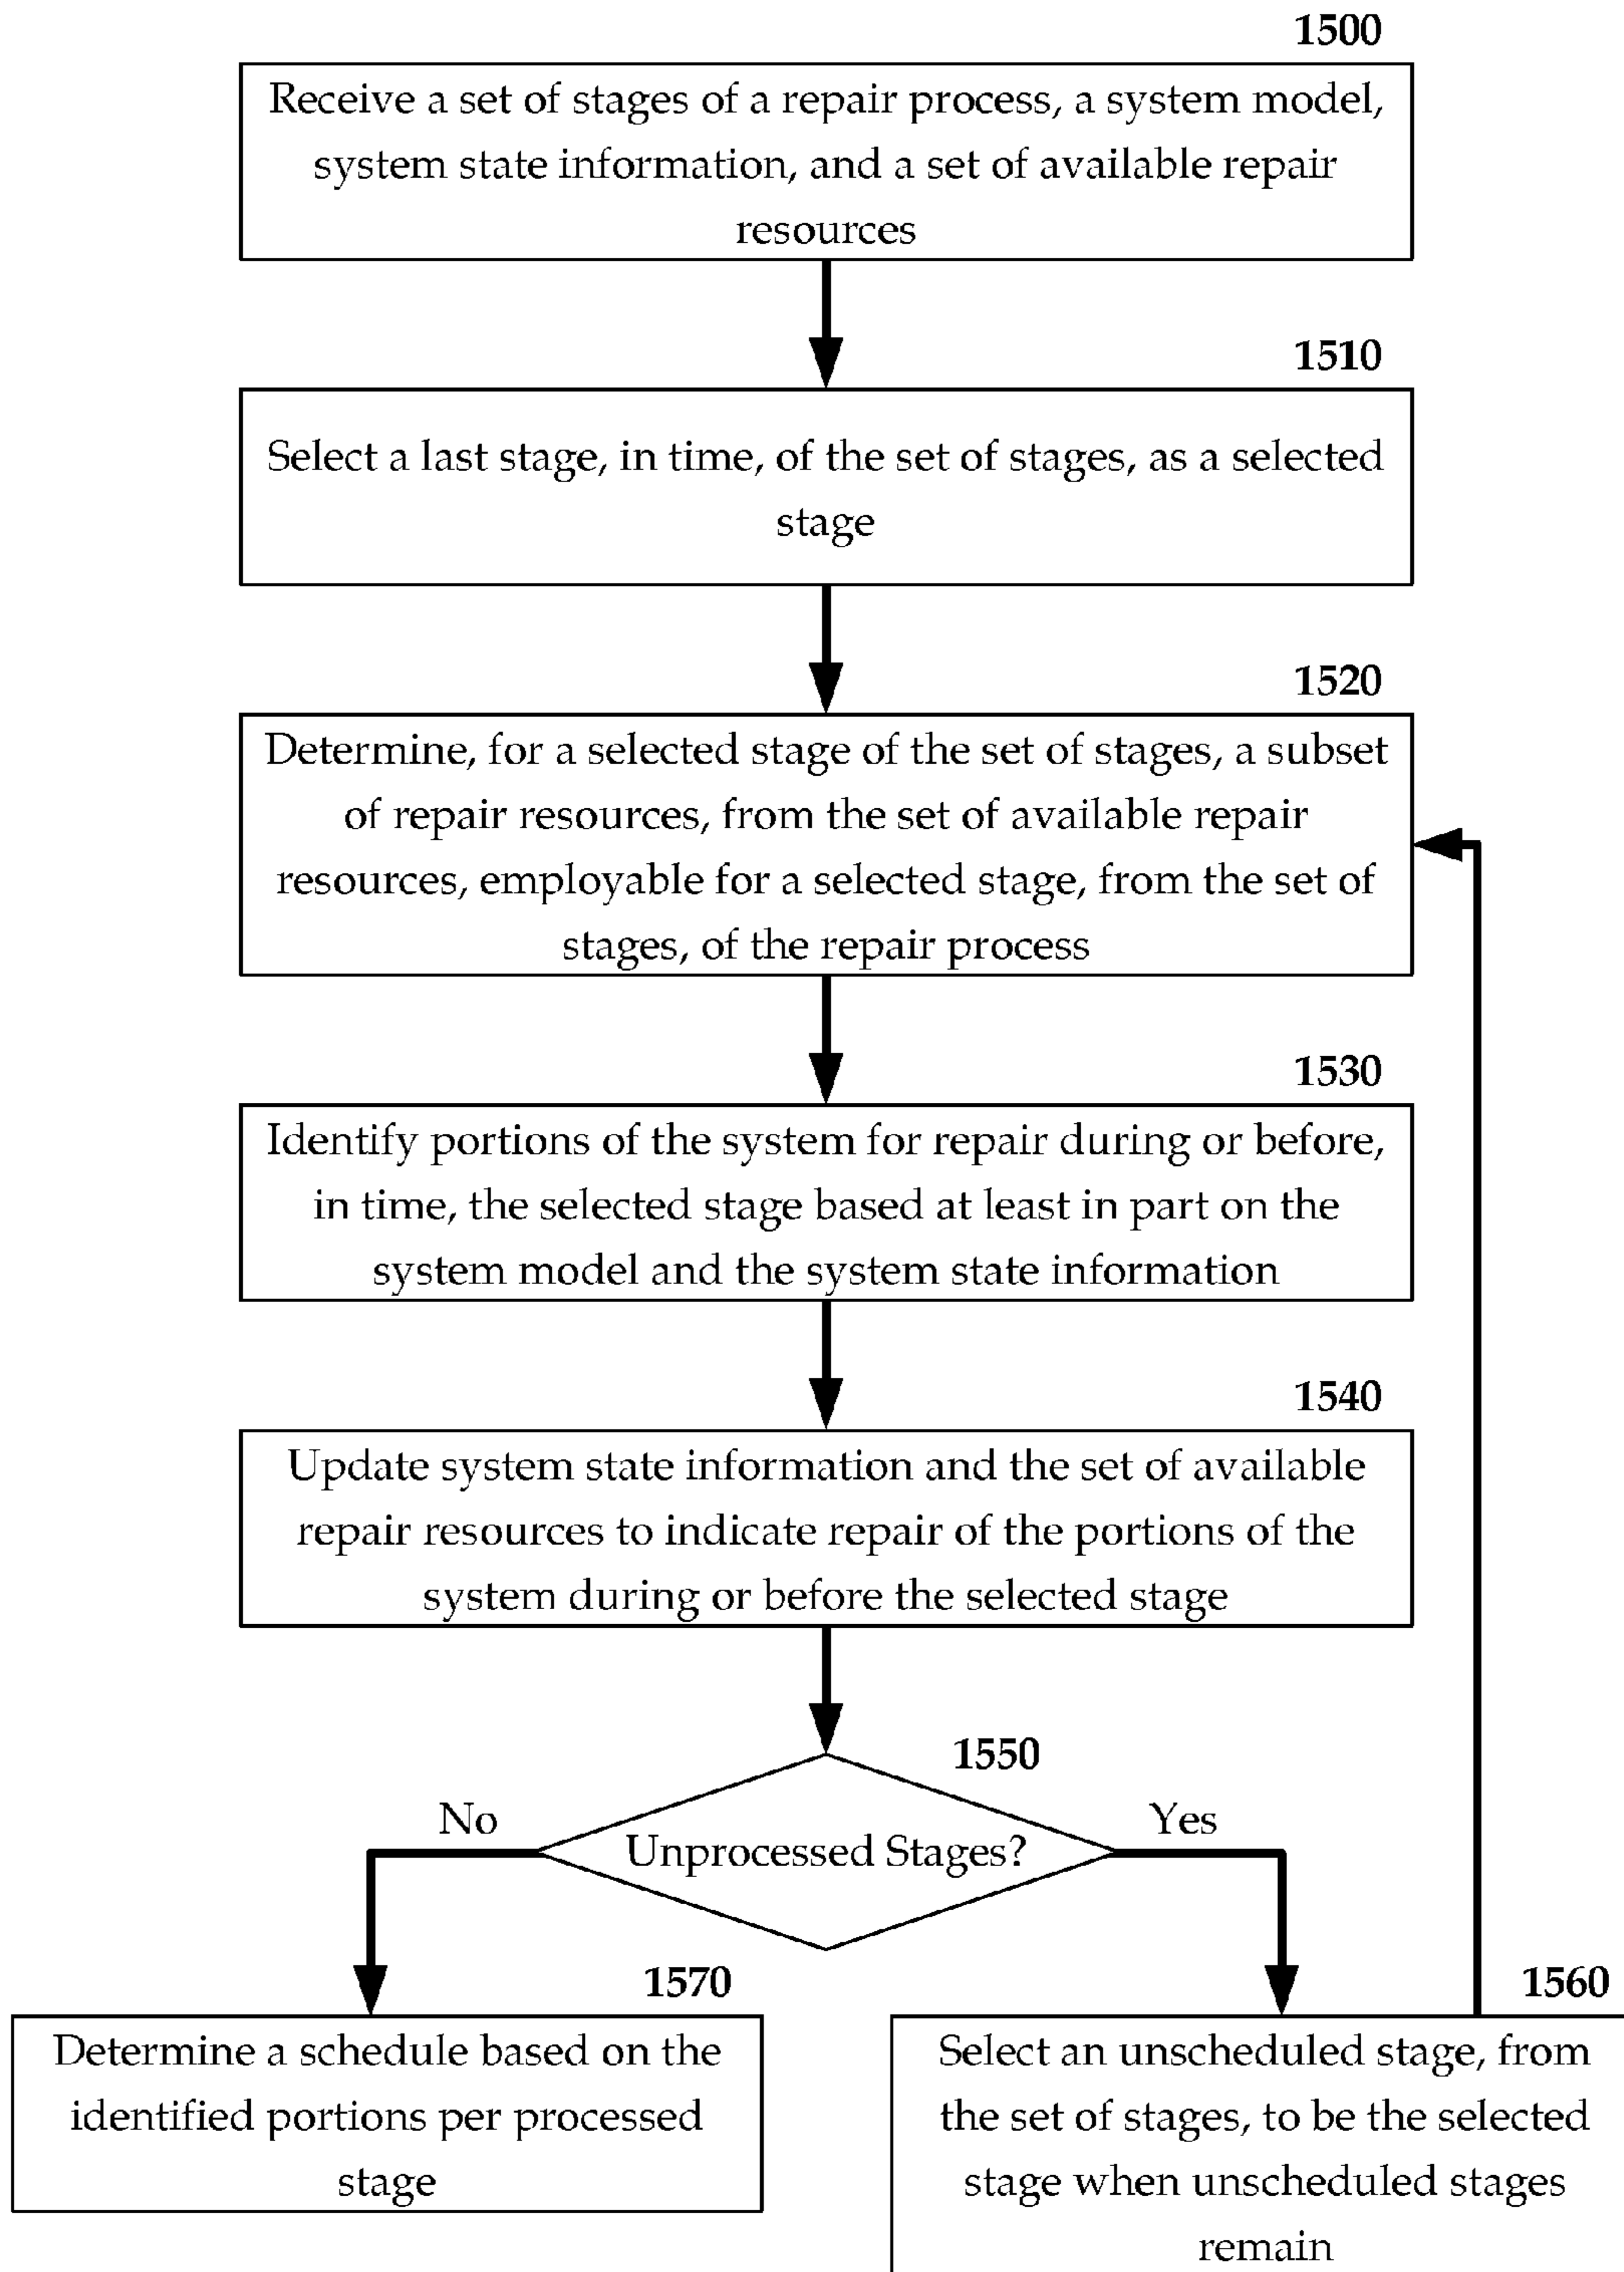 1500
Receive a set of stages of a repair process, a system model,
system state information, and a set of available repair
resources
1510
Select a last stage, in time, of the set of stages, as a selected
stage
1520
Determine, for a selected stage of the set of stages, a subset
of repair resources, from the set of available repair
resources, employable for a selected stage, from the set of
stages, of the repair process
1530
Identify portions of the system for repair during or before,
in time, the selected stage based at least in part on the
system model and the system state information
1540
Update system state information and the set of available
repair resources to indicate repair of the portions of the
system during or before the selected stage
1550
No
Unprocessed Stages?
Yes
1570
Determine a schedule based on the
identified portions per processed
stage
1560
Select an unscheduled stage, from
the set of stages, to be the selected
stage when unscheduled stages
remain